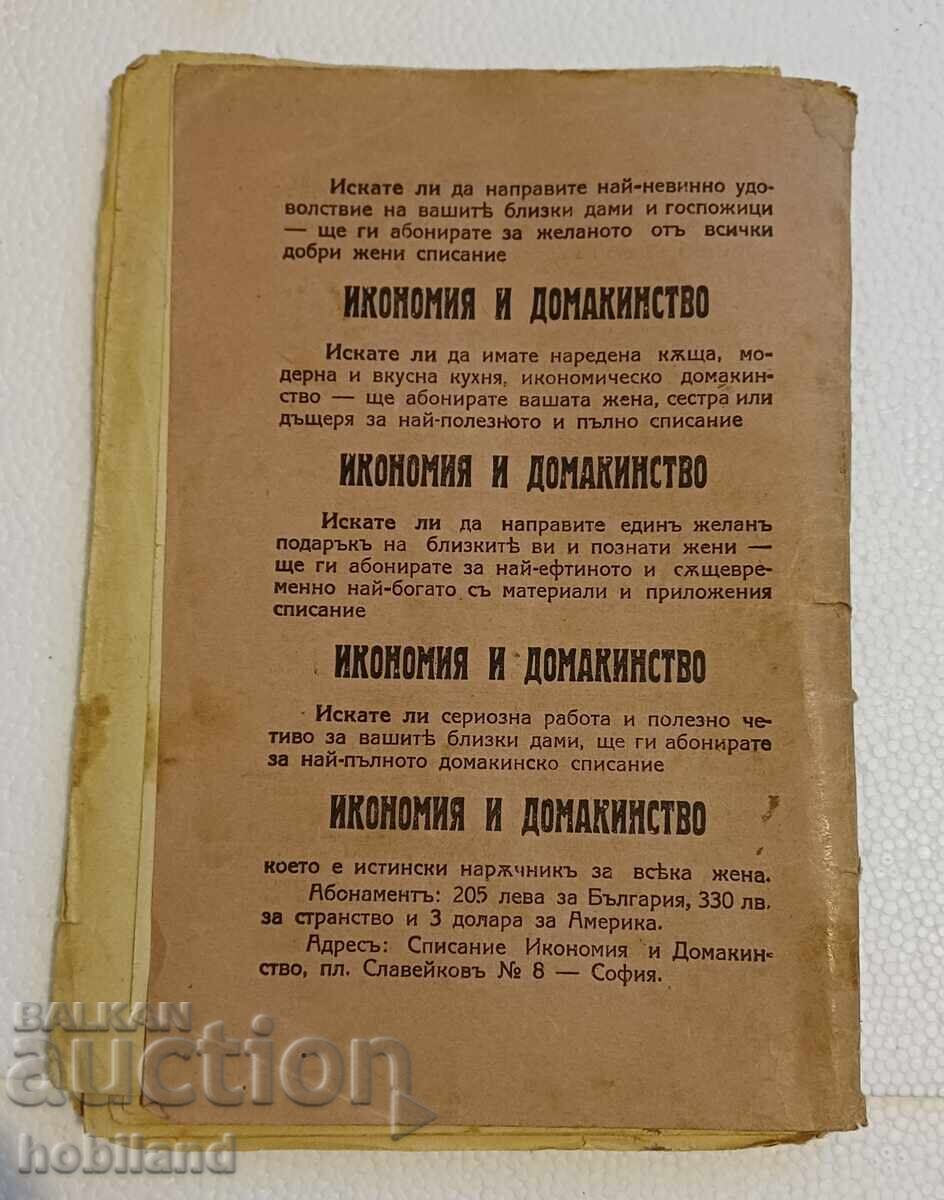 Искате ли да направите най-невинно удо-
волствие на вашитѣ близки дами и госпожици
— ще ги абонирате за желаното отъ всички
добри жени списание
ИКОНОМИЯ И ДОМАКИНСТВО
Искате ли да имате наредена кѫща, мо-
дерна и вкусна кухня, икономическо домакин-
ство — ще абонирате вашата жена, сестра или
дъщеря за най-полезното и пълно списание
ИКОНОМИЯ И ДОМАКИНСТВО
Искате ли да направите единъ желанъ
подаръкъ на близкитѣ ви и познати жени —
ще ги абонирате за най-ефтиното и сѫщевре-
менно най-богато съ материали и приложения
списание
ИКОНОМИЯ И ДОМАКИНСТВО
Искате ли сериозна работа и полезно че-
тиво за вашитѣ близки дами, ще ги абонирате
за най-пълното домакинско списание
ИКОНОМИЯ И ДОМАКИНСТВО
което е истински нарѫчникъ за всѣка жена.
Абонаментъ: 205 лева за България, 330 лв.
за странство и 3 долара за Америка.
Адресъ: Списание Икономия и Домакин-
ство, пл. Славейковъ № 8 — София.
BALKAN
auction
hobiland